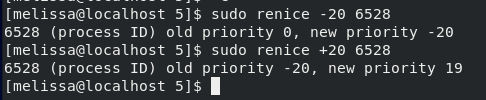 [melissa@localhost 5]$ sudo renice -20 6528
6528 (process ID) old priority 0, new priority -20
[melissa@localhost 5]$ sudo renice +20 6528
6528 (process ID) old priority -20, new priority 19
[melissa@localhost 5]$